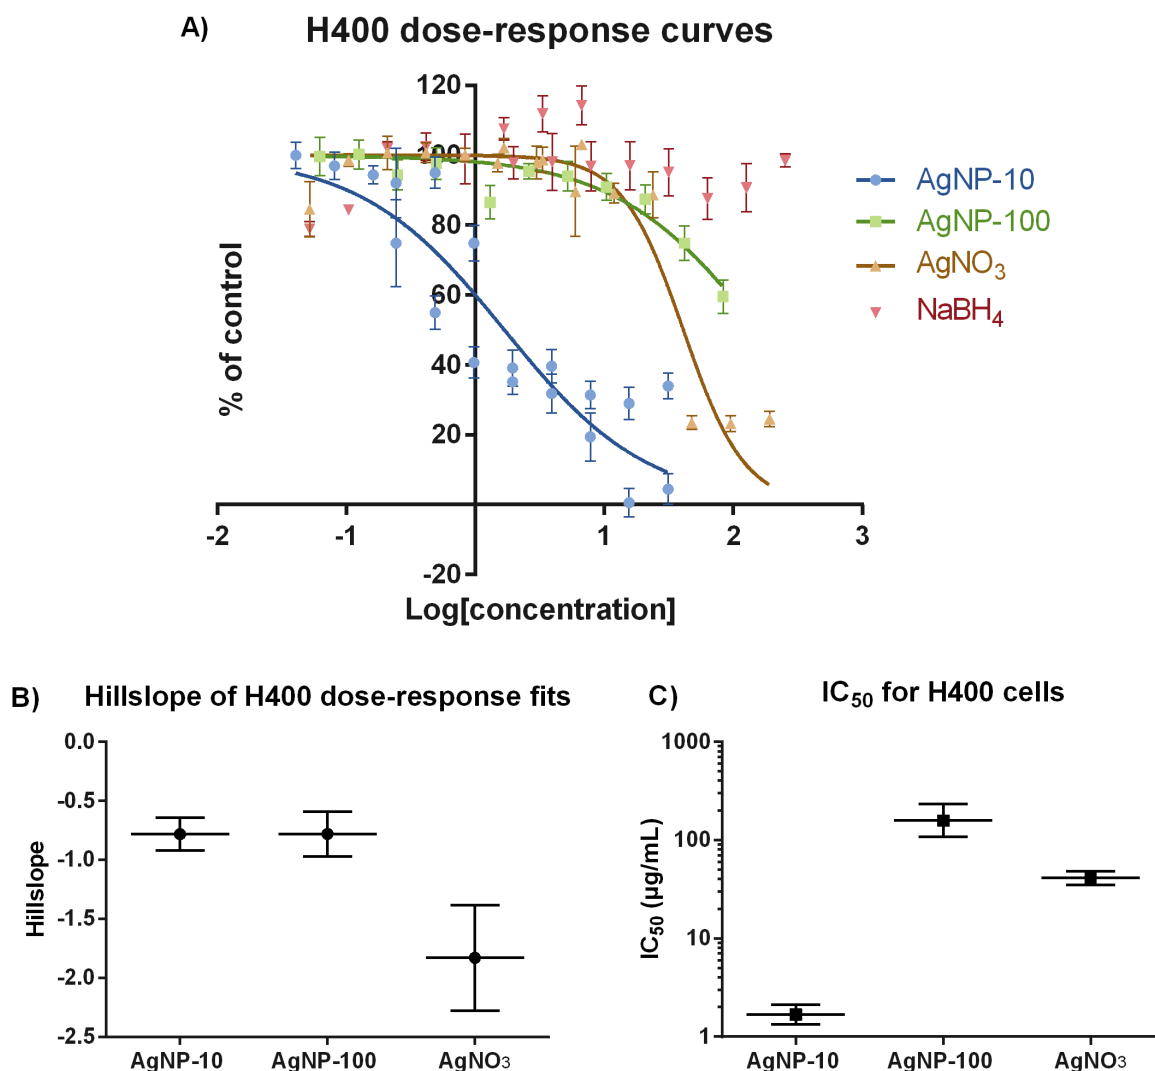 A) H400 dose-response curves
120
100
80
60
40
20
-20
-2 -1 1 2 3
% of control
Log[concentration]
AgNP-10
AgNP-100
AgNO₃
NaBH₄
B) Hillslope of H400 dose-response fits
0.0
-0.5
-1.0
-1.5
-2.0
-2.5
Hillslope
AgNP-10 AgNP-100 AgNO₃
C) IC₅₀ for H400 cells
1000
100
10
1
IC₅₀ (µg/mL)
AgNP-10 AgNP-100 AgNO₃